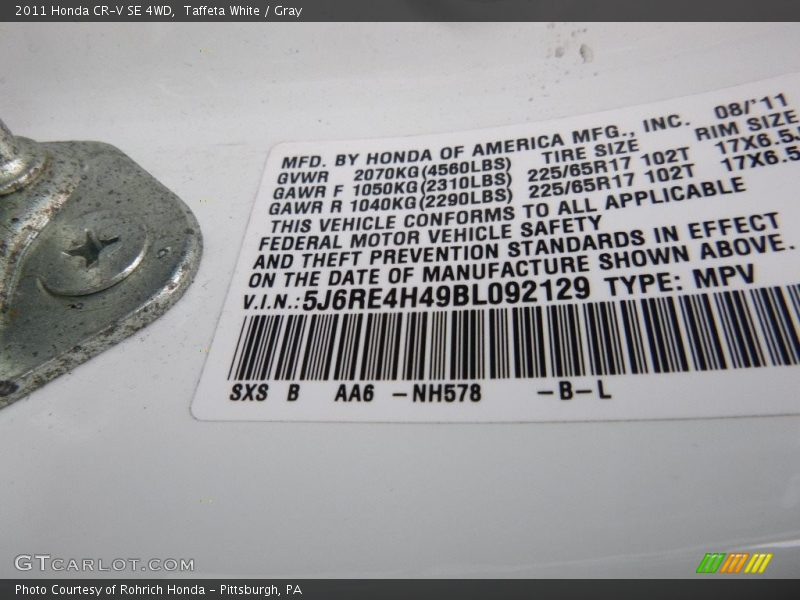 2011 Honda CR-V SE 4WD, Taffeta White / Gray
MFD. BY HONDA OF AMERICA MFG., INC. 08/'11
GVWR 2070KG(4560LBS) TIRE SIZE RIM SIZE
GAWR F 1050KG(2310LBS) 225/65R17 102T 17X6.5J
GAWR R 1040KG(2290LBS) 225/65R17 102T 17X6.5
THIS VEHICLE CONFORMS TO ALL APPLICABLE
FEDERAL MOTOR VEHICLE SAFETY
AND THEFT PREVENTION STANDARDS IN EFFECT
ON THE DATE OF MANUFACTURE SHOWN ABOVE.
V.I.N.: 5J6RE4H49BL092129 TYPE: MPV
SXS B AA6 -NH578 -B-L
GTCARLOT.COM
Photo Courtesy of Rohrich Honda - Pittsburgh, PA